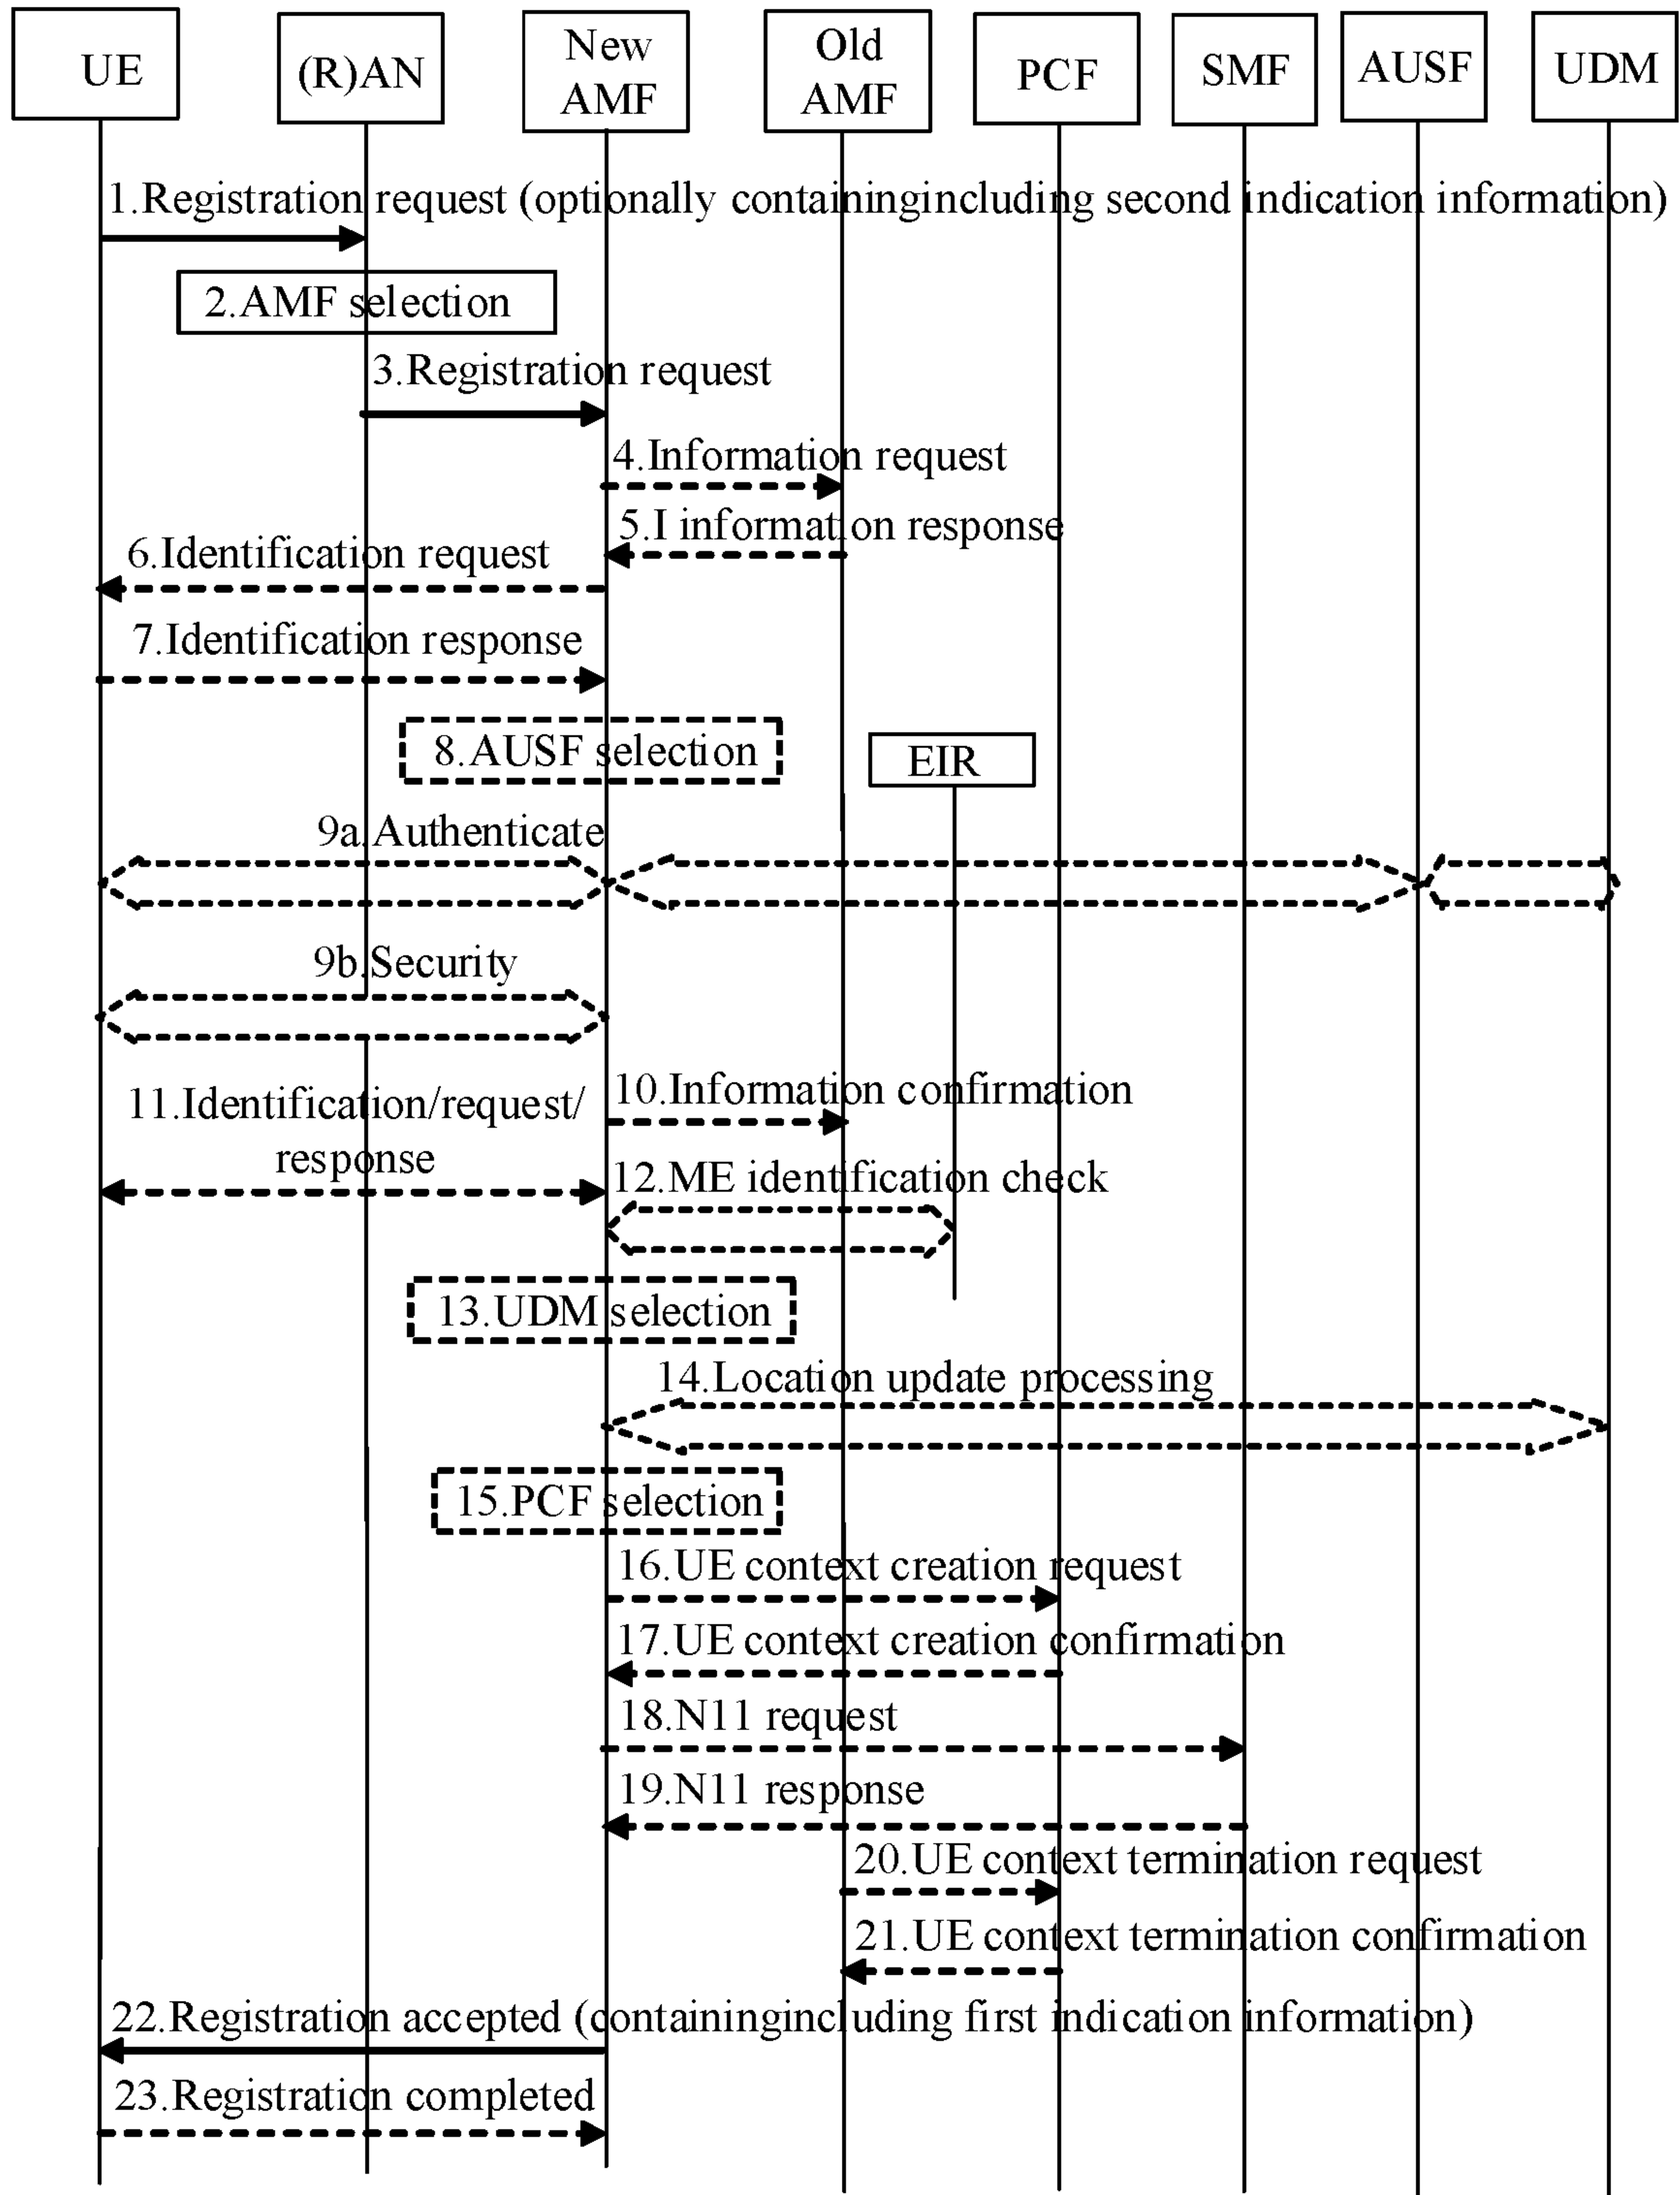 UE
(R)AN
New
AMF
Old
AMF
PCF
SMF
AUSF
UDM
1.Registration request (optionally containingincluding second indication information)
2.AMF selection
3.Registration request
4.Information request
5.I information response
6.Identification request
7.Identification response
8.AUSF selection
EIR
9a.Authenticate
9b.Security
10.Information confirmation
11.Identification/request/
response
12.ME identification check
13.UDM selection
14.Location update processing
15.PCF selection
16.UE context creation request
17.UE context creation confirmation
18.N11 request
19.N11 response
20.UE context termination request
21.UE context termination confirmation
22.Registration accepted (containingincluding first indication information)
23.Registration completed